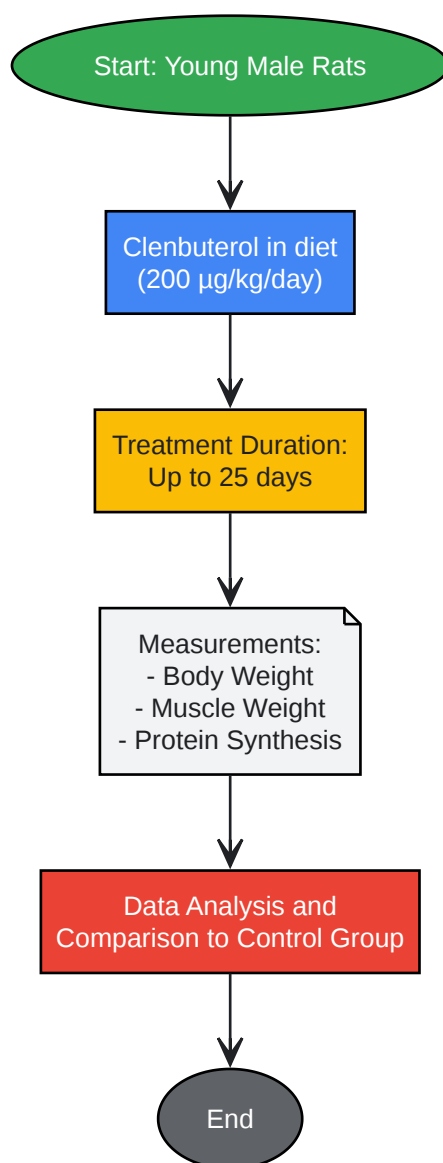 Start: Young Male Rats
Clenbuterol in diet
(200 µg/kg/day)
Treatment Duration:
Up to 25 days
Measurements:
- Body Weight
- Muscle Weight
- Protein Synthesis
Data Analysis and
Comparison to Control Group
End